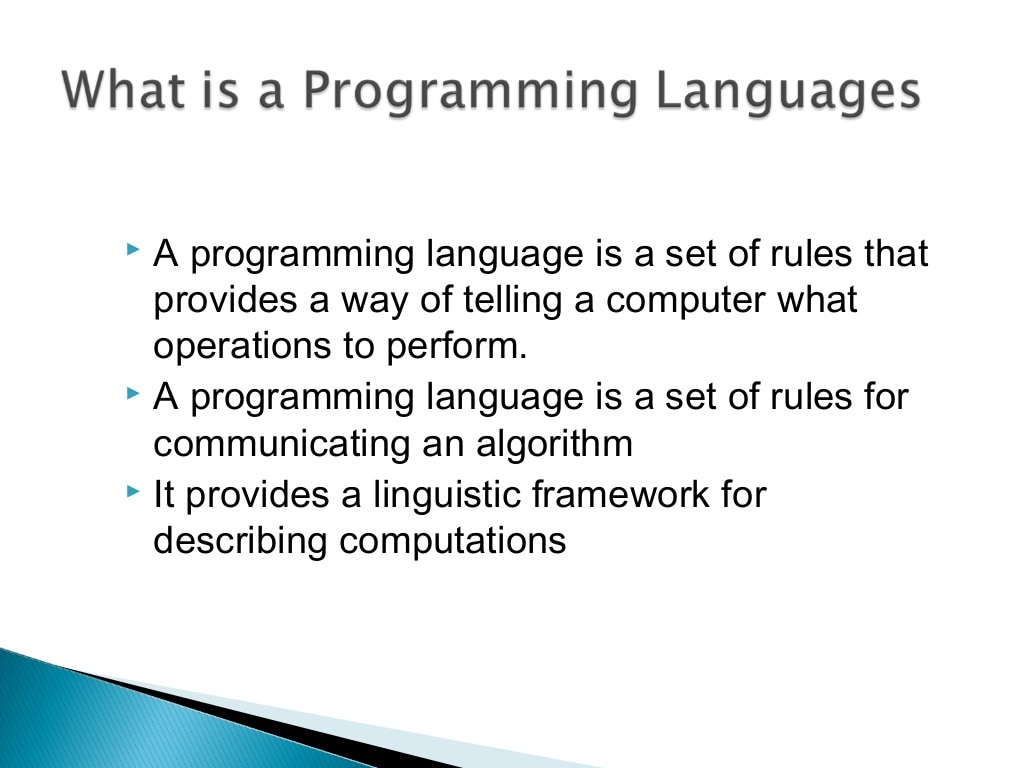 What is a Programming Languages
A programming language is a set of rules that
provides a way of telling a computer what
operations to perform.
A programming language is a set of rules for
communicating an algorithm
It provides a linguistic framework for
describing computations